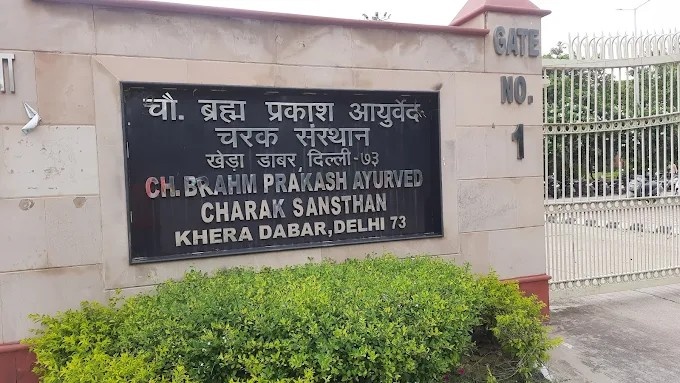 चौ. ब्रह्म प्रकाश आयुर्वेद
चरक संस्थान
खेड़ा डाबर, दिल्ली-७३
CH. BRAHM PRAKASH AYURVED
CHARAK SANSTHAN
KHERA DABAR, DELHI 73
GATE
NO.
1